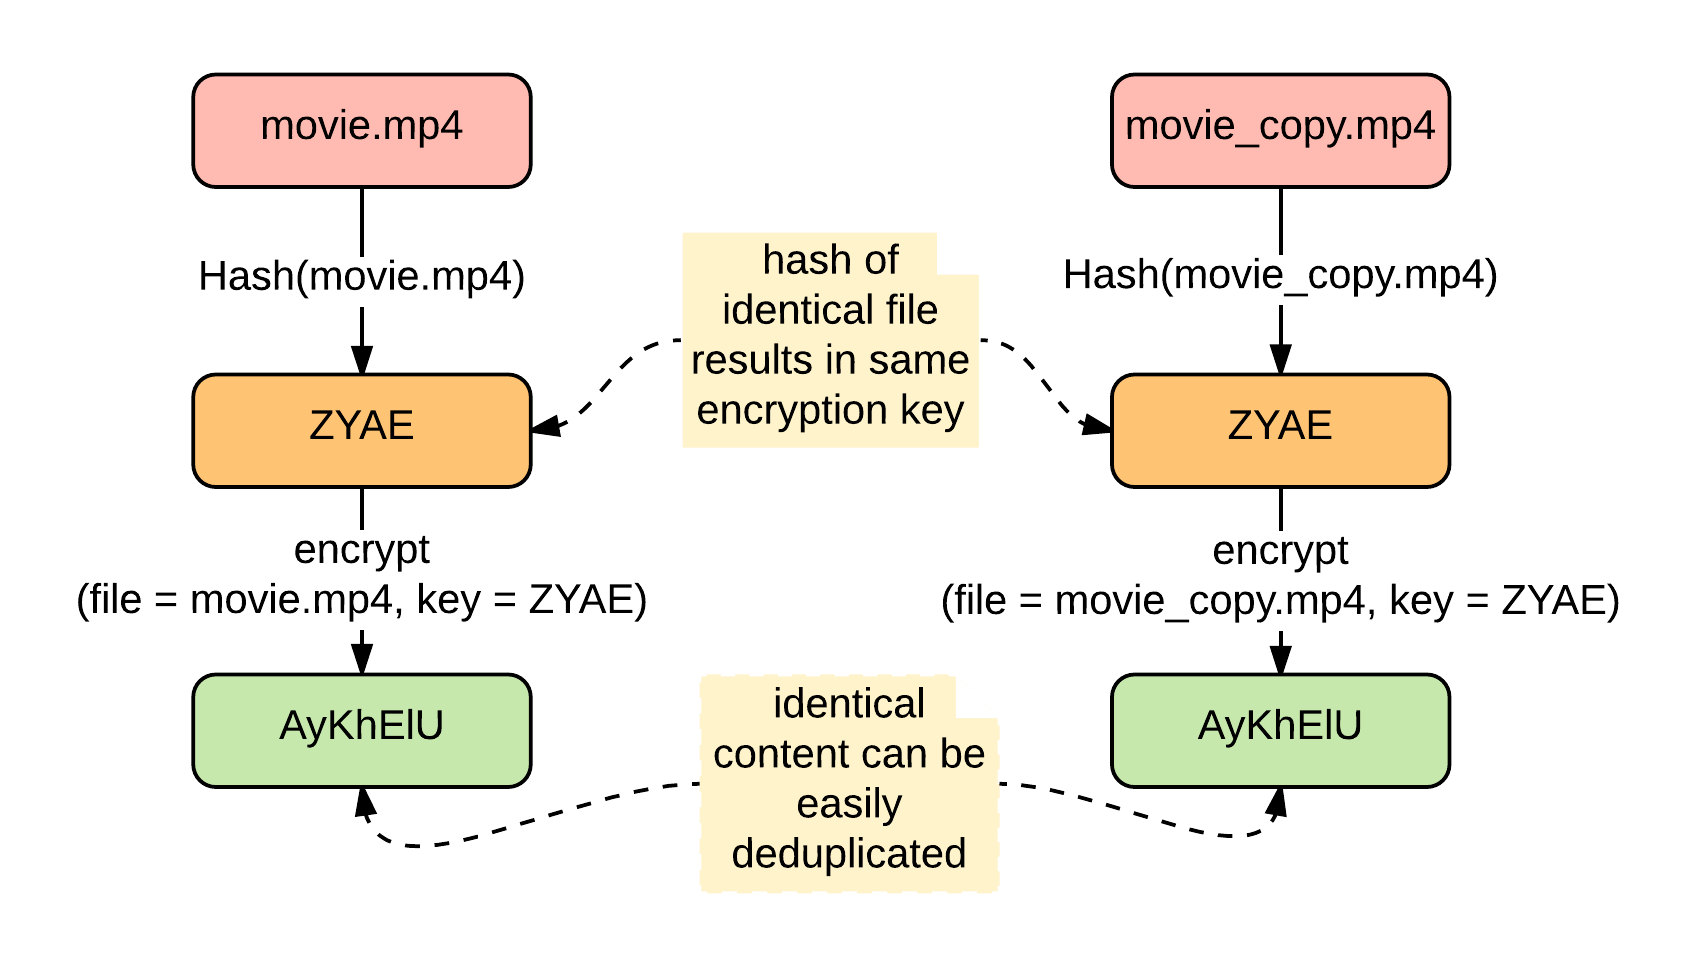 movie.mp4
movie_copy.mp4
Hash(movie.mp4)
hash of
identical file
results in same
encryption key
Hash(movie_copy.mp4)
ZYAE
ZYAE
encrypt
(file = movie.mp4, key = ZYAE)
encrypt
(file = movie_copy.mp4, key = ZYAE)
AyKhElU
identical
content can be
easily
deduplicated
AyKhElU